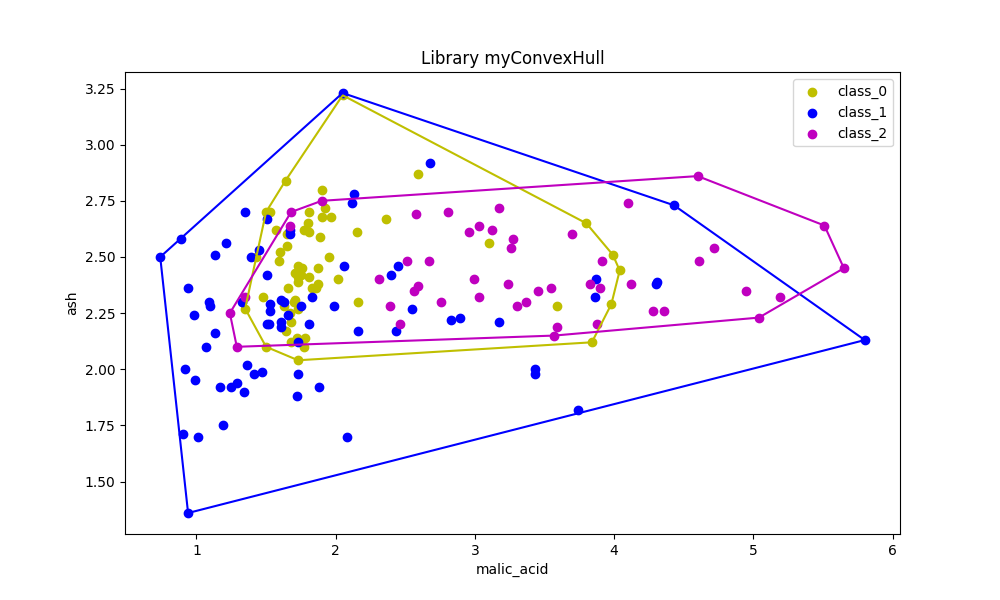 Library myConvexHull
class_0
class_1
class_2
3.25
3.00
2.75
2.50
2.25
2.00
1.75
1.50
ash
1 2 3 4 5 6
malic_acid